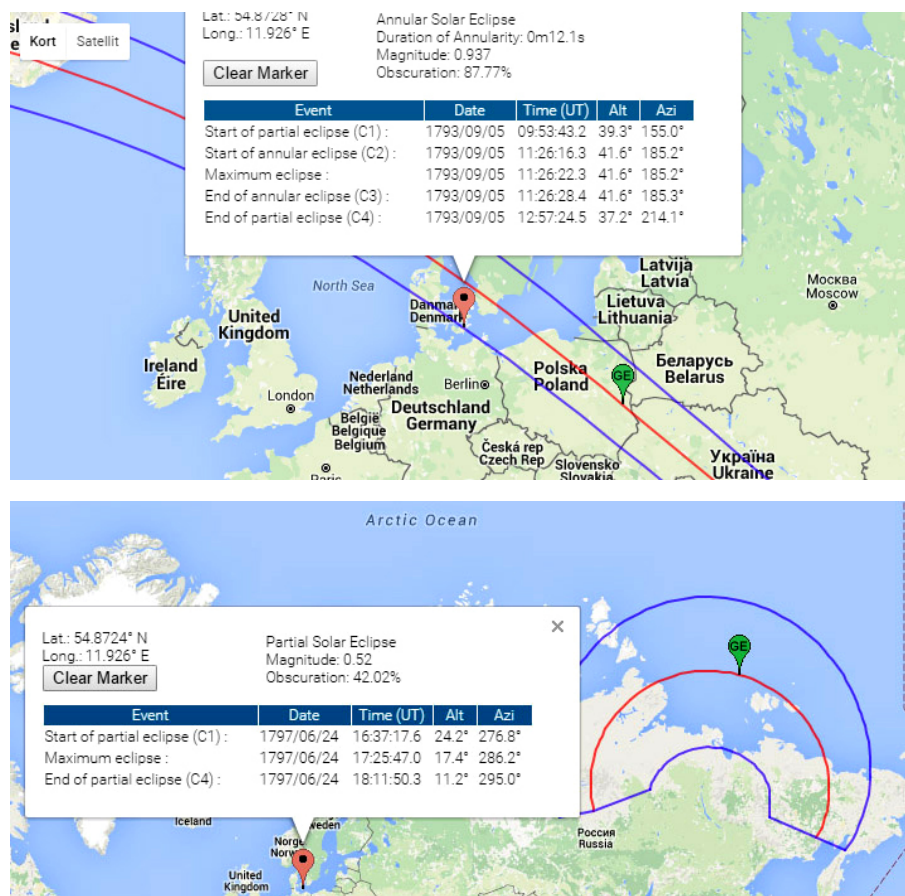 Lat.: 54.8728° N
Long.: 11.926° E
Clear Marker
Annular Solar Eclipse
Duration of Annularity: 0m12.1s
Magnitude: 0.937
Obscuration: 87.77%
Kort Satellit
Event Date Time (UT) Alt Azi
Start of partial eclipse (C1) : 1793/09/05 09:53:43.2 39.3° 155.0°
Start of annular eclipse (C2) : 1793/09/05 11:26:16.3 41.6° 185.2°
Maximum eclipse : 1793/09/05 11:26:22.3 41.6° 185.2°
End of annular eclipse (C3) : 1793/09/05 11:26:28.4 41.6° 185.3°
End of partial eclipse (C4) : 1793/09/05 12:57:24.5 37.2° 214.1°
Latvija
Latvia
Москва
Moscow
North Sea
Danmark
Denmark
Lietuva
Lithuania
United
Kingdom
Ireland
Éire
Polska
Poland
GE
Беларусь
Belarus
London
Nederland
Netherlands
Berlin
Deutschland
Germany
België
Belgique
Belgium
Česká rep
Czech Rep
Slovensko
Slovakia
Україна
Ukraine
Paris
Arctic Ocean
Lat.: 54.8724° N
Long.: 11.926° E
Clear Marker
Partial Solar Eclipse
Magnitude: 0.52
Obscuration: 42.02%
GE
Event Date Time (UT) Alt Azi
Start of partial eclipse (C1) : 1797/06/24 16:37:17.6 24.2° 276.8°
Maximum eclipse : 1797/06/24 17:25:47.0 17.4° 286.2°
End of partial eclipse (C4) : 1797/06/24 18:11:50.3 11.2° 295.0°
Iceland
weden
Norge
Norw
United
Kingdom
Россия
Russia